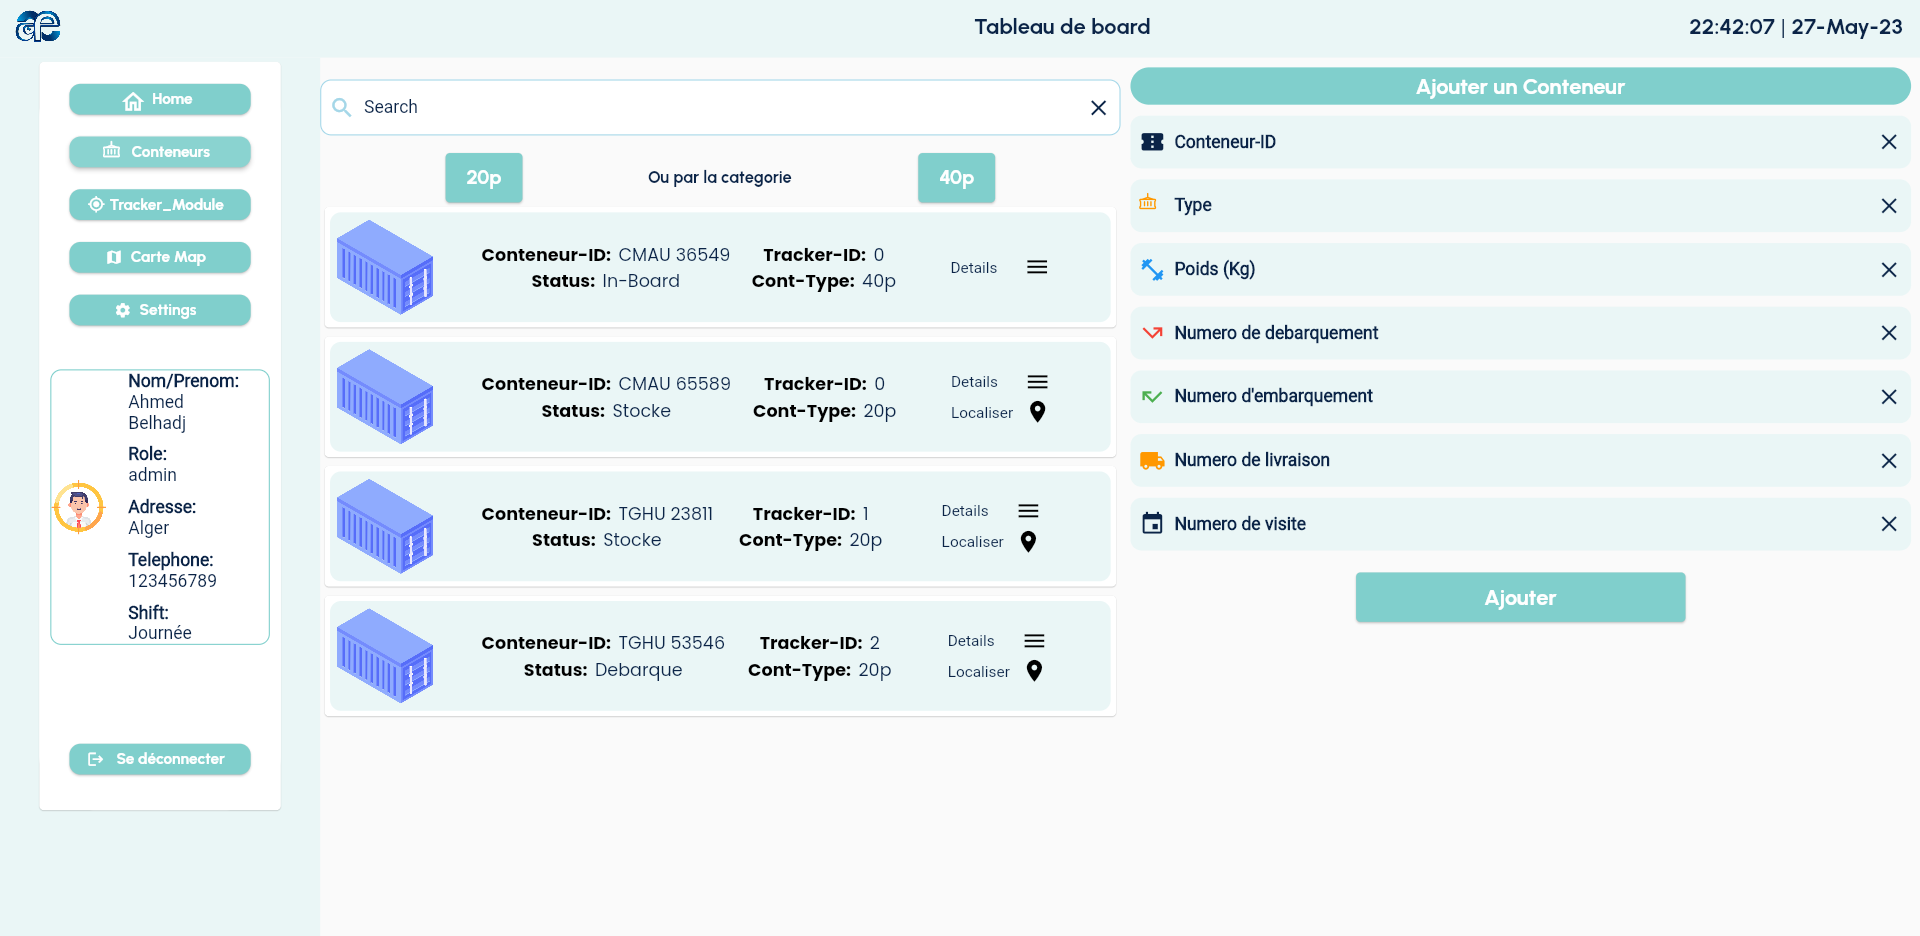 Tableau de board
22:42:07 | 27-May-23
Home
Conteneurs
Tracker_Module
Carte Map
Settings
Nom/Prenom:
Ahmed
Belhadj
Role:
admin
Adresse:
Alger
Telephone:
123456789
Shift:
Journée
Se déconnecter
Search
20p
Ou par la categorie
40p
Conteneur-ID: CMAU 36549 Tracker-ID: 0
Status: In-Board Cont-Type: 40p
Details
Conteneur-ID: CMAU 65589 Tracker-ID: 0
Status: Stocke Cont-Type: 20p
Details
Localiser
Conteneur-ID: TGHU 23811 Tracker-ID: 1
Status: Stocke Cont-Type: 20p
Details
Localiser
Conteneur-ID: TGHU 53546 Tracker-ID: 2
Status: Debarque Cont-Type: 20p
Details
Localiser
Ajouter un Conteneur
Conteneur-ID
Type
Poids (Kg)
Numero de debarquement
Numero d'embarquement
Numero de livraison
Numero de visite
Ajouter